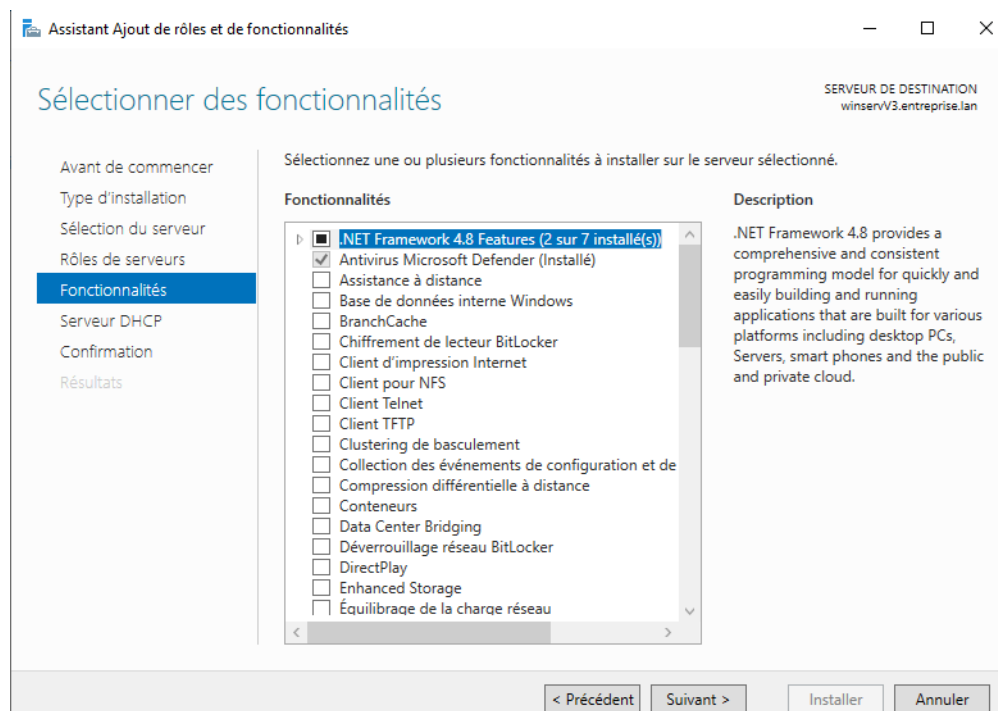 Assistant Ajout de rôles et de fonctionnalités
Sélectionner des fonctionnalités
SERVEUR DE DESTINATION
winservV3.entreprise.lan
Avant de commencer
Type d'installation
Sélection du serveur
Rôles de serveurs
Fonctionnalités
Serveur DHCP
Confirmation
Résultats
Sélectionnez une ou plusieurs fonctionnalités à installer sur le serveur sélectionné.
Fonctionnalités
.NET Framework 4.8 Features (2 sur 7 installé(s))
Antivirus Microsoft Defender (Installé)
Assistance à distance
Base de données interne Windows
BranchCache
Chiffrement de lecteur BitLocker
Client d'impression Internet
Client pour NFS
Client Telnet
Client TFTP
Clustering de basculement
Collection des événements de configuration et de
Compression différentielle à distance
Conteneurs
Data Center Bridging
Déverrouillage réseau BitLocker
DirectPlay
Enhanced Storage
Équilibrage de la charge réseau
Description
.NET Framework 4.8 provides a
comprehensive and consistent
programming model for quickly and
easily building and running
applications that are built for various
platforms including desktop PCs,
Servers, smart phones and the public
and private cloud.
< Précédent
Suivant >
Installer
Annuler